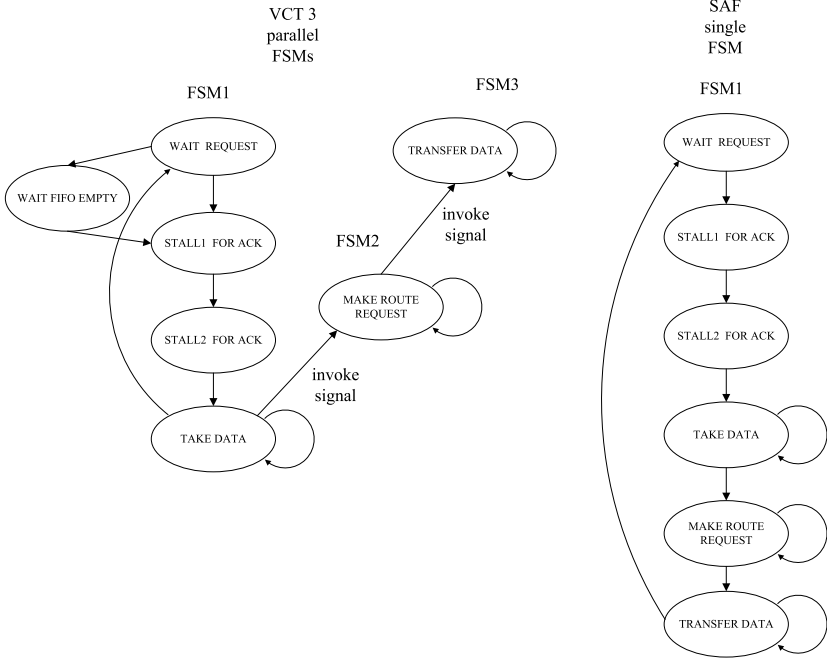 VCT 3
parallel
FSMs
SAF
single
FSM
FSM1
FSM3
FSM1
WAIT REQUEST
TRANSFER DATA
WAIT REQUEST
WAIT FIFO EMPTY
invoke
signal
STALL1 FOR ACK
FSM2
STALL1 FOR ACK
MAKE ROUTE
REQUEST
STALL2 FOR ACK
STALL2 FOR ACK
invoke
signal
TAKE DATA
TAKE DATA
MAKE ROUTE
REQUEST
TRANSFER DATA